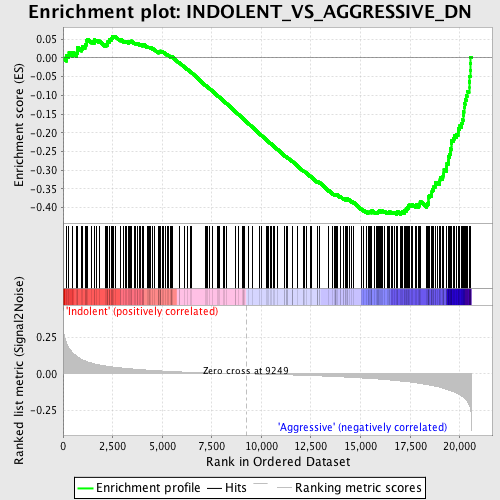 Enrichment plot: INDOLENT_VS_AGGRESSIVE_DN
Enrichment score (ES)
0.05
0.00
-0.05
-0.10
-0.15
-0.20
-0.25
-0.30
-0.35
-0.40
'Indolent' (positively correlated)
Ranked list metric (Signal2Noise)
0.25
0.00
-0.25
Zero cross at 9249
'Aggressive' (negatively correlated)
0 2,500 5,000 7,500 10,000 12,500 15,000 17,500 20,000
Rank in Ordered Dataset
Enrichment profile Hits Ranking metric scores